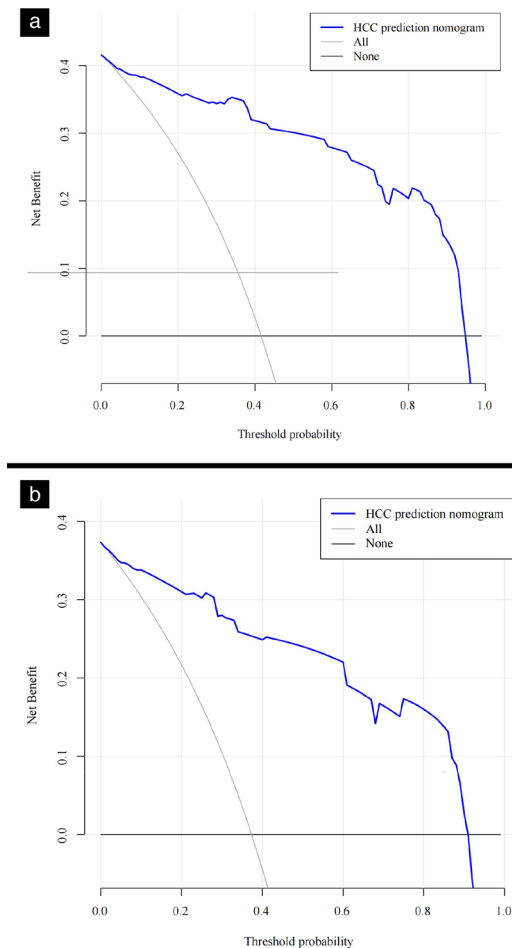 a
HCC prediction nomogram
All
None
Net Benefit
0.4
0.3
0.2
0.1
0.0
0.0 0.2 0.4 0.6 0.8 1.0
Threshold probability
b
HCC prediction nomogram
All
None
Net Benefit
0.4
0.3
0.2
0.1
0.0
0.0 0.2 0.4 0.6 0.8 1.0
Threshold probability